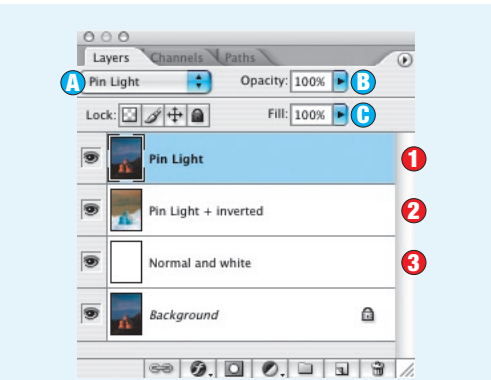 Layers Channels Paths
A Pin Light Opacity: 100% B
Lock: Fill: 100% C
Pin Light 1
Pin Light + inverted 2
Normal and white 3
Background